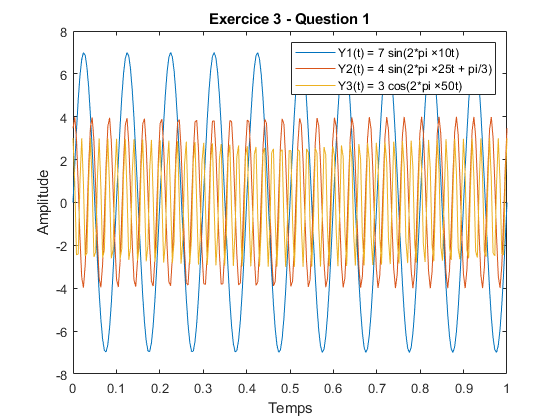 Exercice 3 - Question 1
Y1(t) = 7 sin(2*pi ×10t)
Y2(t) = 4 sin(2*pi ×25t + pi/3)
Y3(t) = 3 cos(2*pi ×50t)
8
6
4
2
0
-2
-4
-6
-8
Amplitude
0 0.1 0.2 0.3 0.4 0.5 0.6 0.7 0.8 0.9 1
Temps